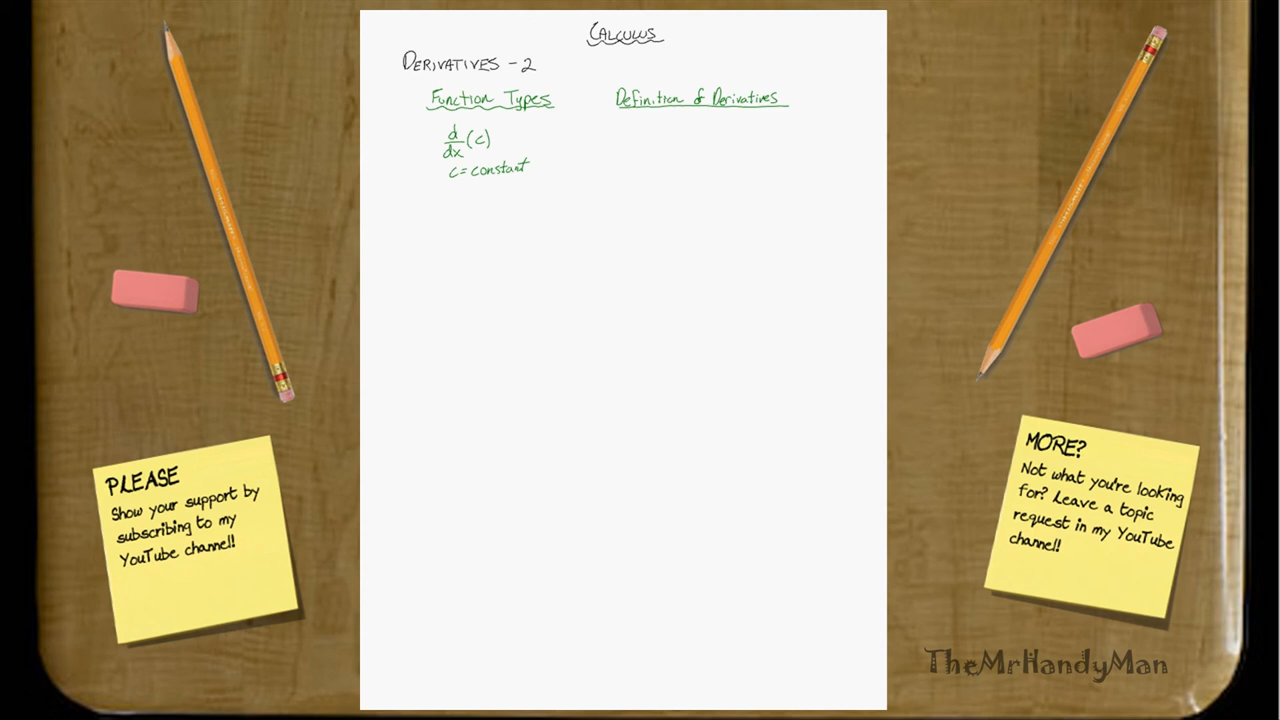 CALCULUS
DERIVATIVES - 2
Function Types
Definition of Derivatives
d/dx (c)
c = constant
PLEASE
Show your support by
subscribing to my
YouTube channel!
MORE?
Not what you're looking
for? Leave a topic
request in my YouTube
channel!
TheMrHandyMan